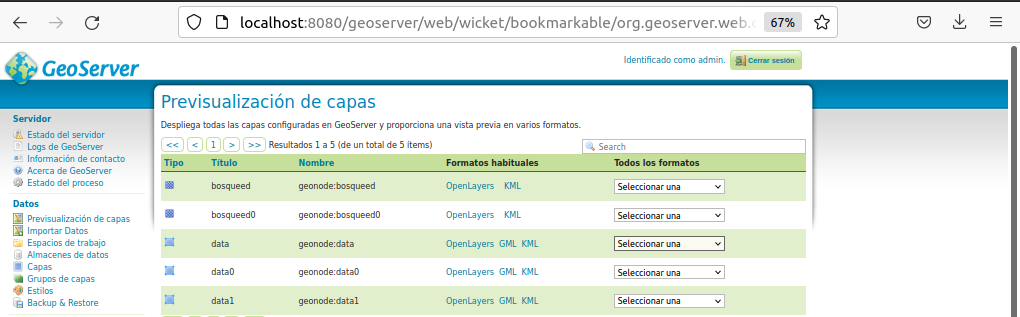 localhost:8080/geoserver/web/wicket/bookmarkable/org.geoserver.web.
67%
GeoServer
Identificado como admin.
Cerrar sesión
Servidor
Estado del servidor
Logs de GeoServer
Información de contacto
Acerca de GeoServer
Estado del proceso
Datos
Previsualización de capas
Importar Datos
Espacios de trabajo
Almacenes de datos
Capas
Grupos de capas
Estilos
Backup & Restore
Previsualización de capas
Despliega todas las capas configuradas en GeoServer y proporciona una vista previa en varios formatos.
<< < 1 > >> Resultados 1 a 5 (de un total de 5 ítems)
Search
Tipo Título Nombre Formatos habituales Todos los formatos
bosqueed geonode:bosqueed OpenLayers KML Seleccionar una
bosqueed0 geonode:bosqueed0 OpenLayers KML Seleccionar una
data geonode:data OpenLayers GML KML Seleccionar una
data0 geonode:data0 OpenLayers GML KML Seleccionar una
data1 geonode:data1 OpenLayers GML KML Seleccionar una